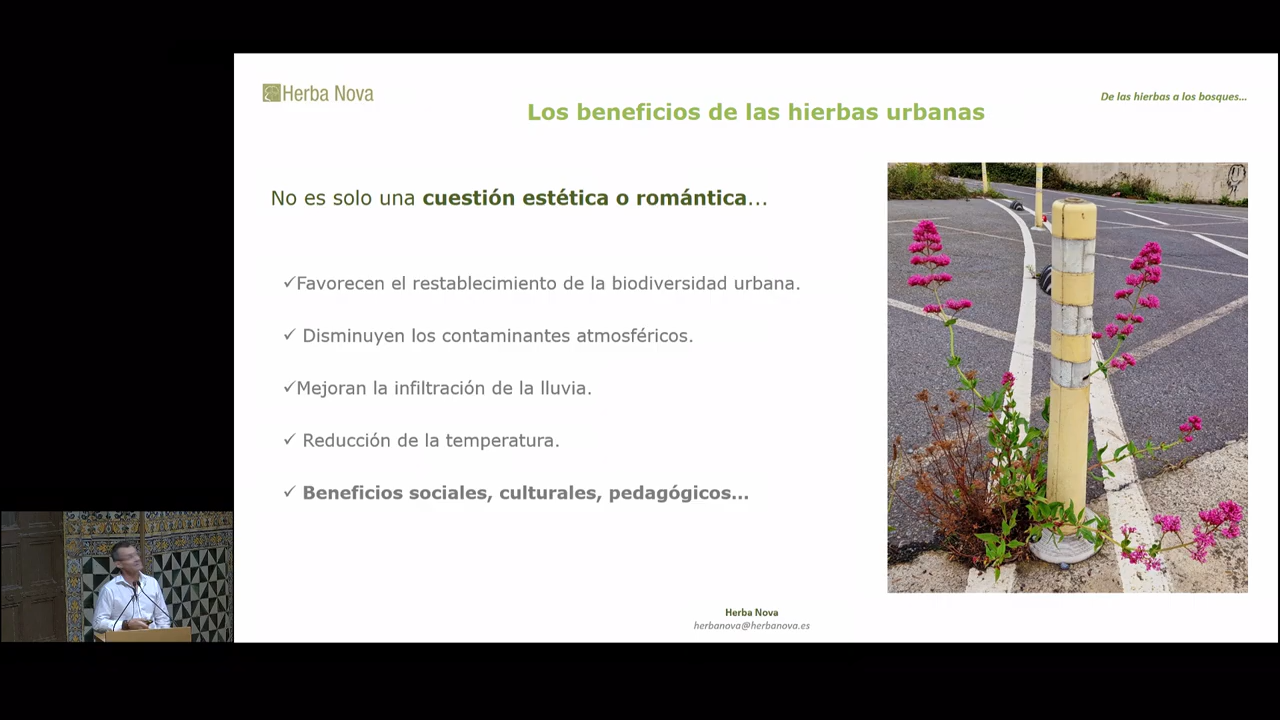 Herba Nova
De las hierbas a los bosques...
Los beneficios de las hierbas urbanas
No es solo una cuestión estética o romántica...
✓Favorecen el restablecimiento de la biodiversidad urbana.
✓ Disminuyen los contaminantes atmosféricos.
✓Mejoran la infiltración de la lluvia.
✓ Reducción de la temperatura.
✓ Beneficios sociales, culturales, pedagógicos...
Herba Nova
herbanova@herbanova.es